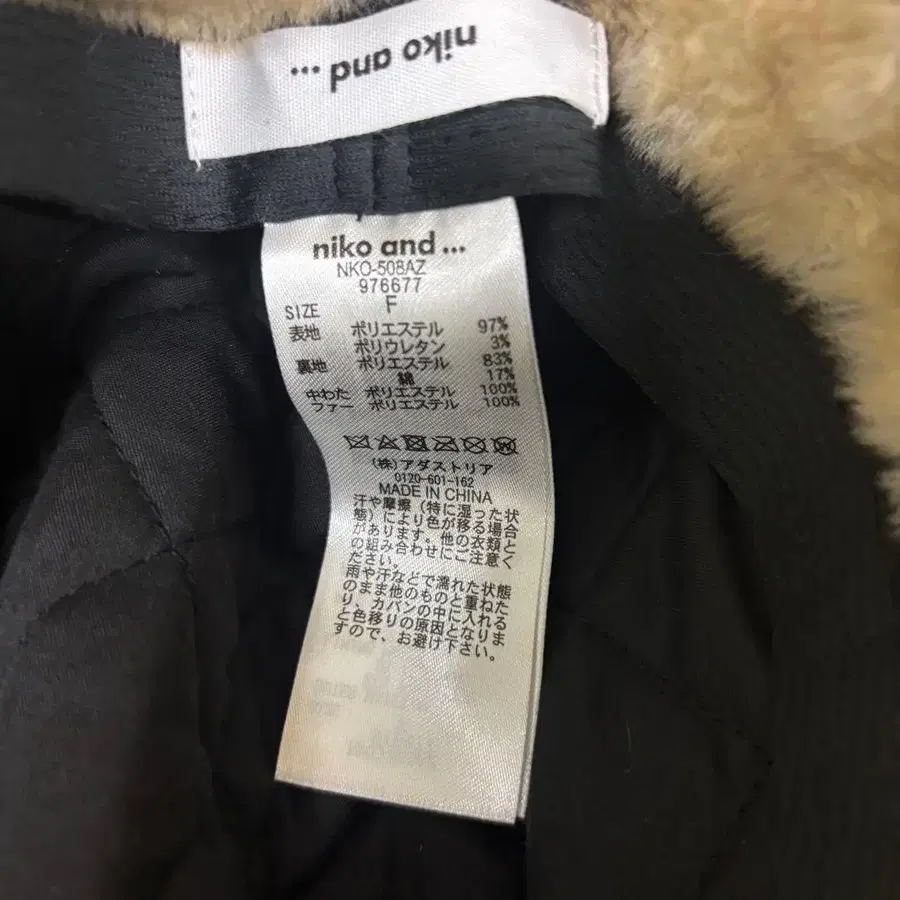 niko and ...
niko and ...
NKO-508AZ
976677
SIZE F
表地 ポリエステル 97%
ポリウレタン 3%
裏地 ポリエステル 83%
綿 17%
中わた ポリエステル 100%
ファー ポリエステル 100%
(株)アダストリア
0120-601-162
MADE IN CHINA
汗や摩擦(特に湿った状
態)により色が移る場合と
があります。他の衣類と
の組み合わせにご注意く
ださい。
雨や汗などで濡れた状態
のまま他のものと重ねた
り、カバンの中に入れる
と色移りの原因となりま
すので、お避け下さい。